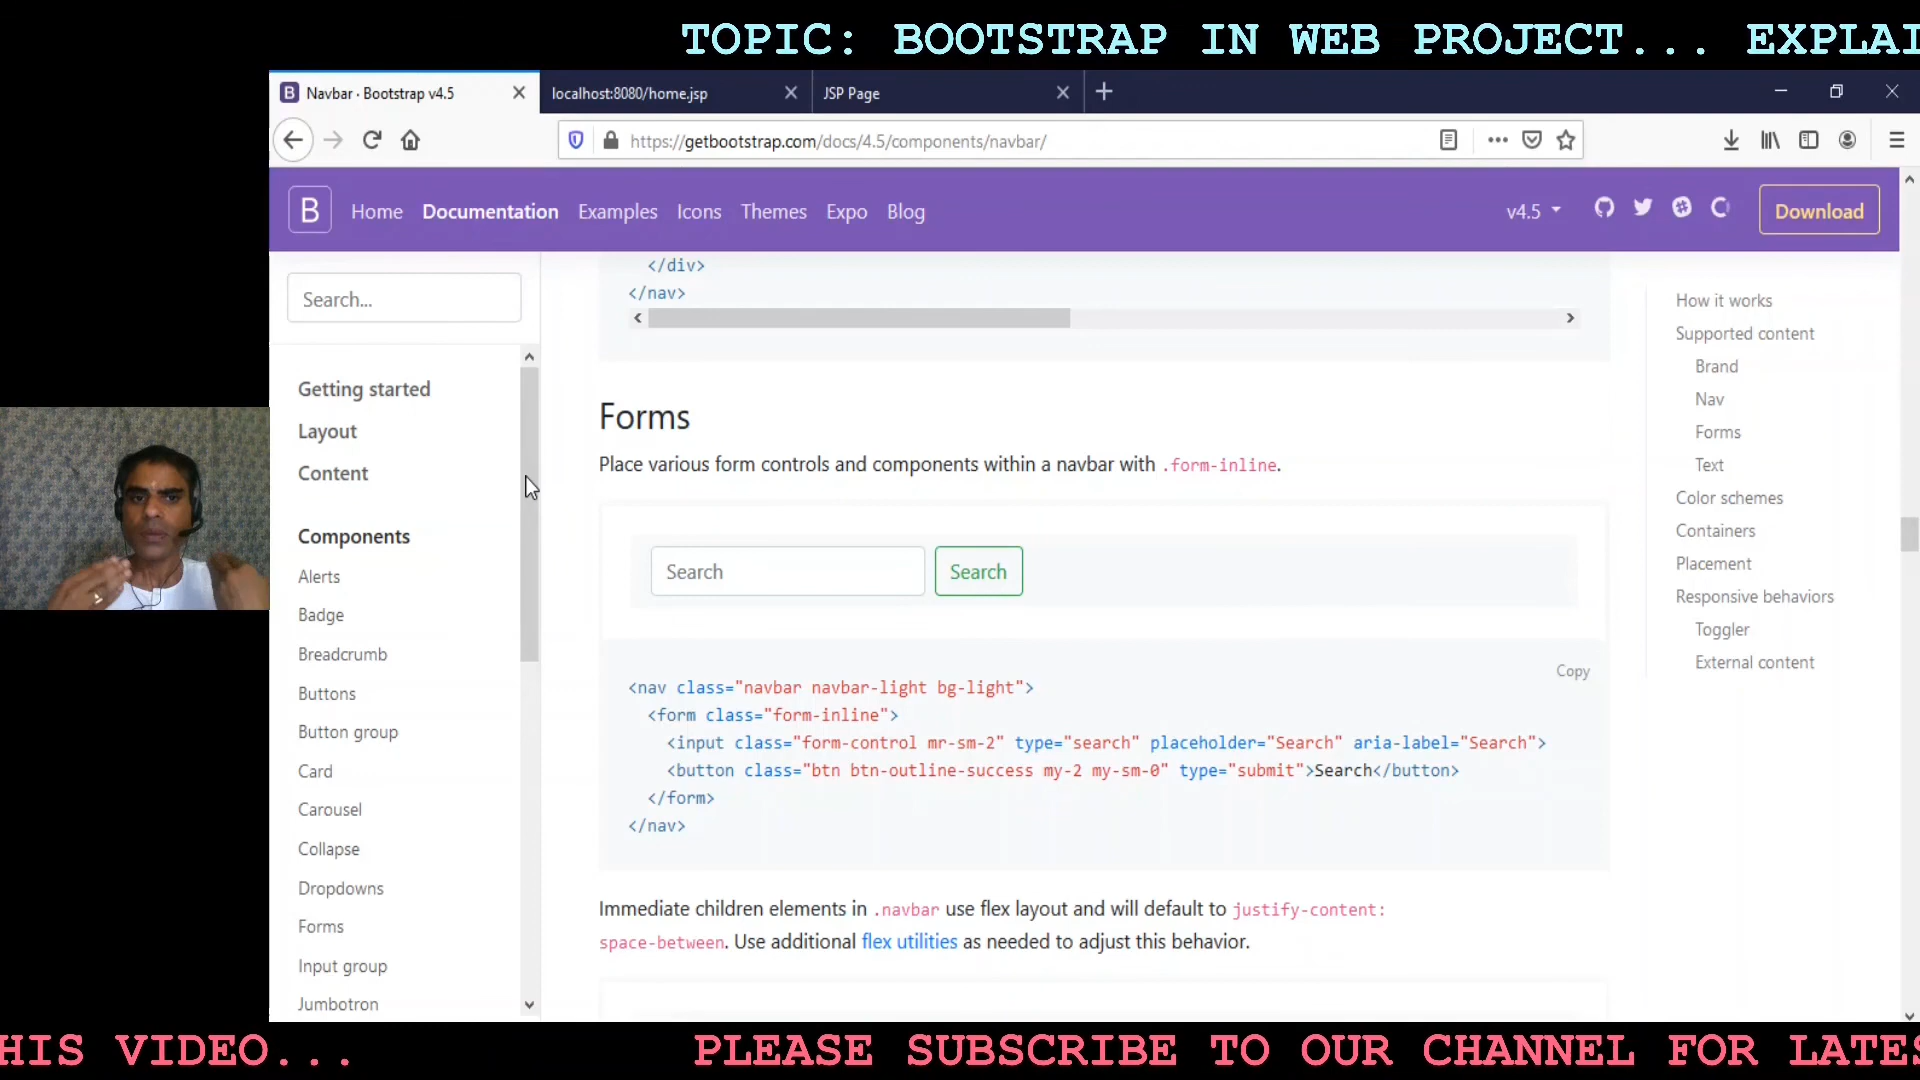 TOPIC: BOOTSTRAP IN WEB PROJECT... EXPLAI
Navbar · Bootstrap v4.5
localhost:8080/home.jsp
JSP Page
https://getbootstrap.com/docs/4.5/components/navbar/
B
Home
Documentation
Examples
Icons
Themes
Expo
Blog
v4.5
Download
Search...
Getting started
Layout
Content
Components
Alerts
Badge
Breadcrumb
Buttons
Button group
Card
Carousel
Collapse
Dropdowns
Forms
Input group
Jumbotron
</div>
</nav>
Forms
Place various form controls and components within a navbar with .form-inline.
Search
Search
Copy
<nav class="navbar navbar-light bg-light">
<form class="form-inline">
<input class="form-control mr-sm-2" type="search" placeholder="Search" aria-label="Search">
<button class="btn btn-outline-success my-2 my-sm-0" type="submit">Search</button>
</form>
</nav>
Immediate children elements in .navbar use flex layout and will default to justify-content:
space-between. Use additional flex utilities as needed to adjust this behavior.
How it works
Supported content
Brand
Nav
Forms
Text
Color schemes
Containers
Placement
Responsive behaviors
Toggler
External content
HIS VIDEO... PLEASE SUBSCRIBE TO OUR CHANNEL FOR LATES